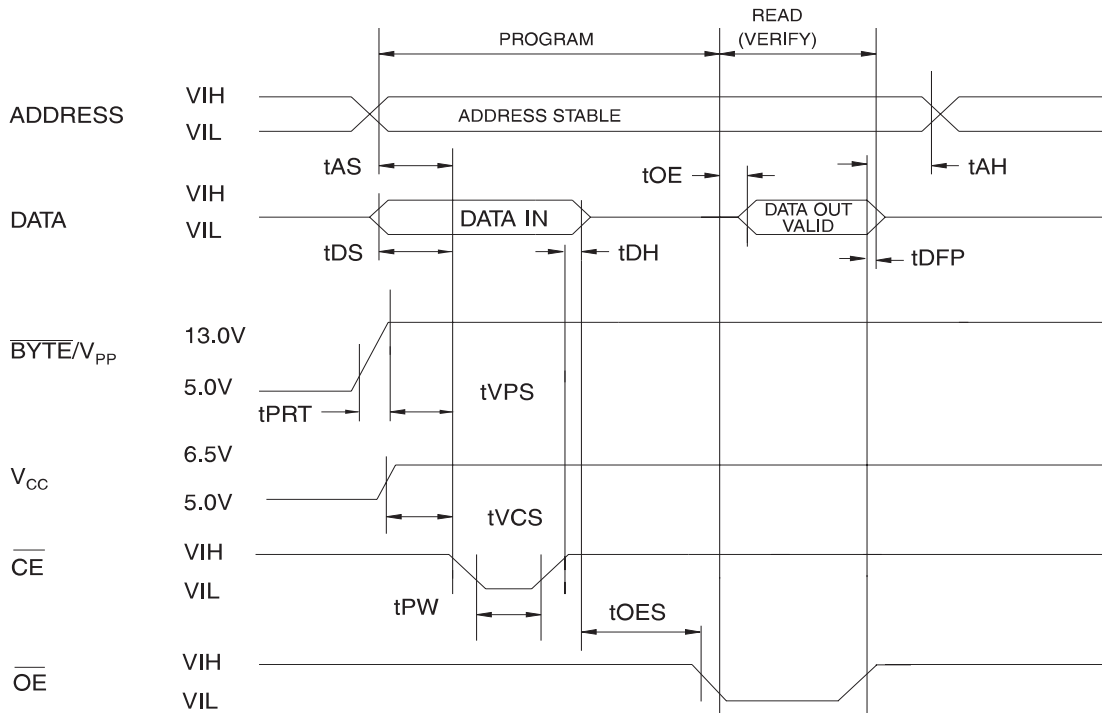 READ
PROGRAM (VERIFY)
ADDRESS VIH
VIL ADDRESS STABLE
tAS tOE tAH
DATA VIH
VIL DATA IN DATA OUT
VALID
tDS tDH tDFP
BYTE/VPP 13.0V
5.0V
tPRT tVPS
VCC 6.5V
5.0V
tVCS
CE VIH
VIL
tPW tOES
OE VIH
VIL